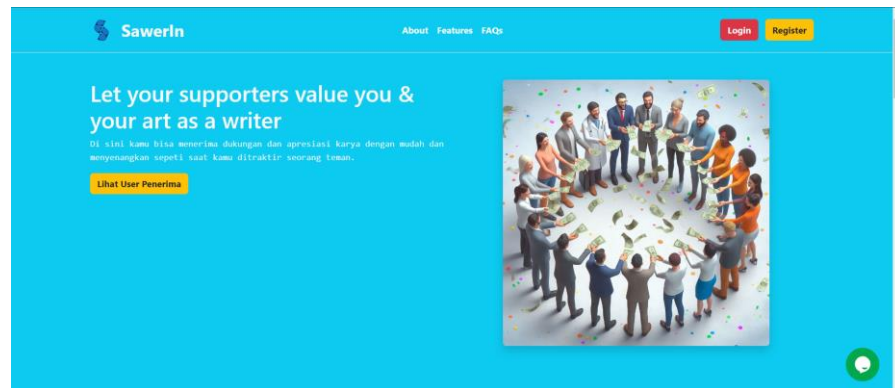 SawerIn
About Features FAQs
Login
Register
Let your supporters value you &
your art as a writer
Di sini kamu bisa menerima dukungan dan apresiasi karya dengan mudah dan
menyenangkan sepeti saat kamu ditraktir seorang teman.
Lihat User Penerima